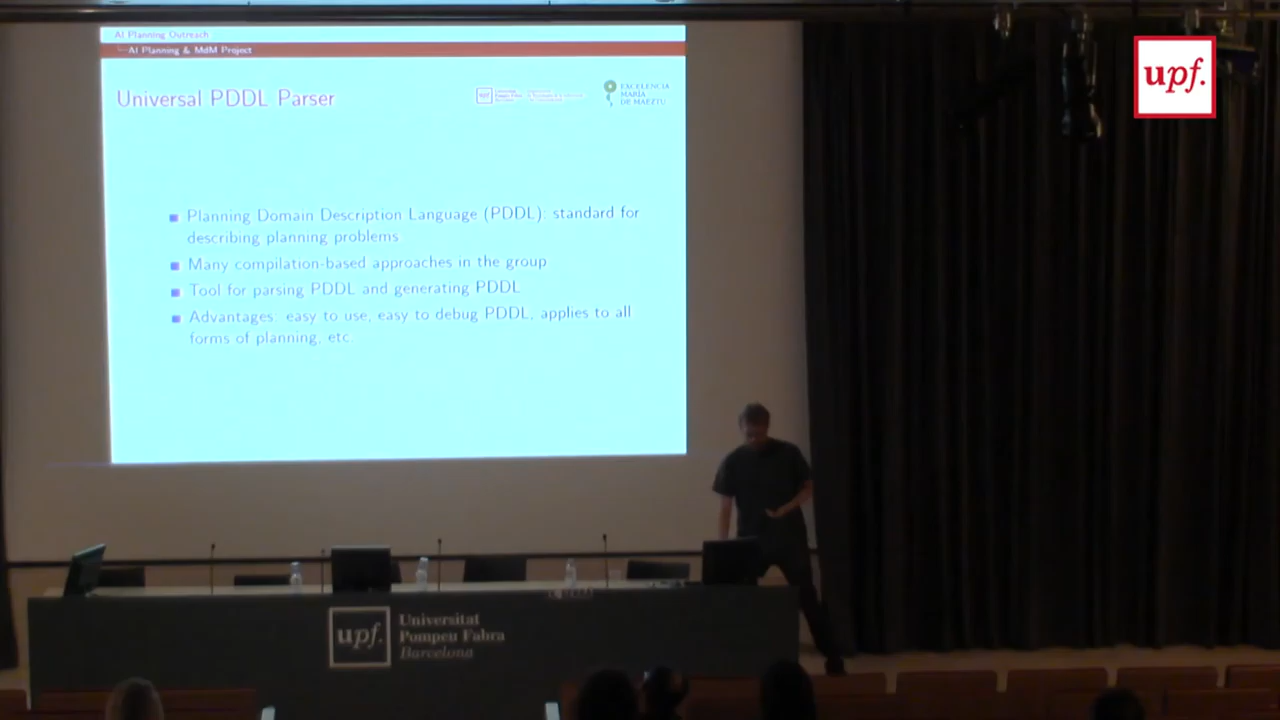 AI Planning Outreach
AI Planning & MdM Project
Universal PDDL Parser
upf.
EXCELENCIA
MARÍA
DE MAEZTU
upf.
Planning Domain Description Language (PDDL): standard for
describing planning problems
Many compilation-based approaches in the group
Tool for parsing PDDL and generating PDDL
Advantages: easy to use, easy to debug PDDL, applies to all
forms of planning, etc.
upf.
Universitat
Pompeu Fabra
Barcelona